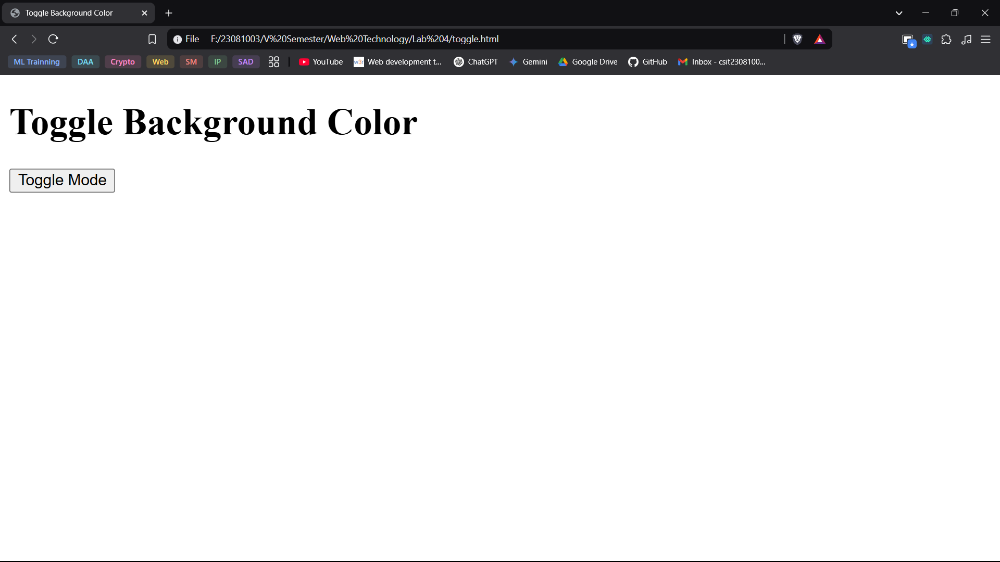 Toggle Background Color
File F:/23081003/V%20Semester/Web%20Technology/Lab%204/toggle.html
ML Trainning DAA Crypto Web SM IP SAD YouTube w3r Web development t... ChatGPT Gemini Google Drive GitHub Inbox - csit2308100...
Toggle Background Color
Toggle Mode